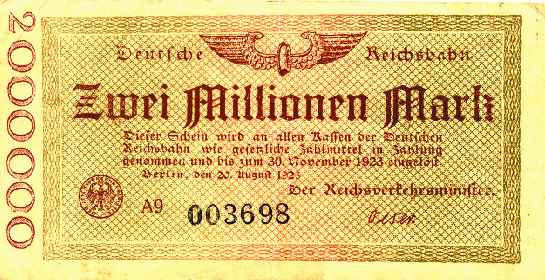 2000000
Deutsche Reichsbahn
Zwei Millionen Mark
Dieser Schein wird an allen Kassen der Deutschen
Reichsbahn wie gesetzliche Zahlmittel in Zahlung
genommen und bis zum 30. November 1923 eingelöst.
Berlin, den 20. August 1923
Der Reichsverkehrsminister.
A9 003698
Oeser